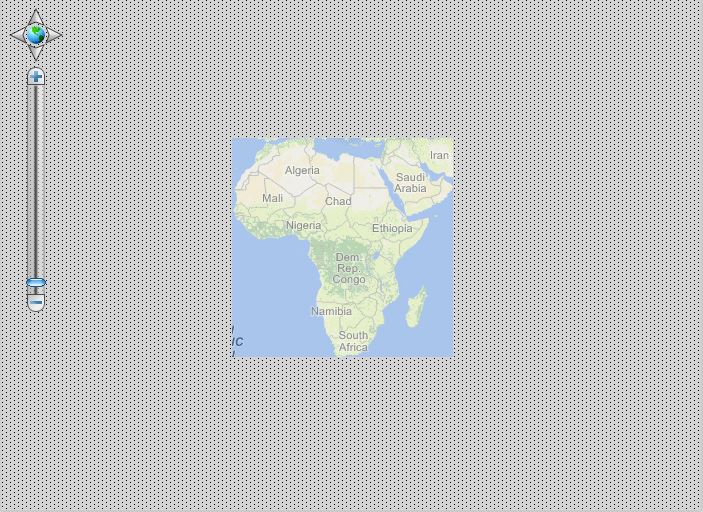 Iran
Algeria
Saudi
Arabia
Mali
Chad
Nigeria
Ethiopia
Dem.
Rep.
Congo
Namibia
South
Africa
IC